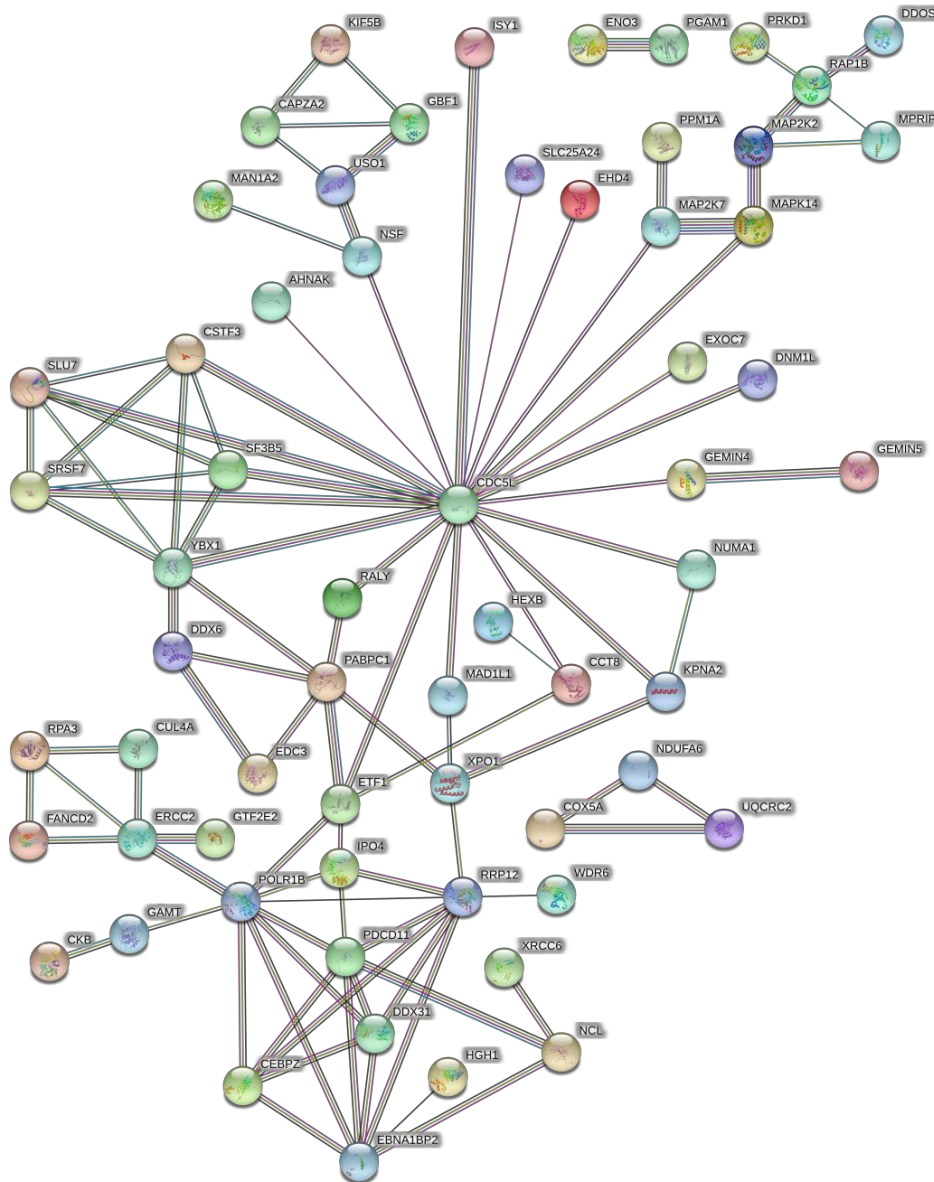 KIF5B
ISY1
ENO3
PGAM1
PRKD1
DDOST
RAP1B
CAPZA2
GBF1
PPM1A
MAP2K2
MPRIP
USO1
SLC25A24
EHD4
MAN1A2
MAP2K7
MAPK14
NSF
AHNAK
CSTF3
EXOC7
DNM1L
SLU7
SF3B5
GEMIN4
GEMIN5
SRSF7
CDC5L
YBX1
NUMA1
RALY
HEXB
DDX6
PABPC1
MAD1L1
CCT8
KPNA2
RPA3
CUL4A
EDC3
XPO1
NDUFA6
ETF1
COX5A
UQCRC2
FANCD2
ERCC2
GTF2E2
IPO4
POLR1B
RRP12
WDR6
GAMT
CKB
PDCD11
XRCC6
DDX31
NCL
CEBPZ
HGH1
EBNA1BP2